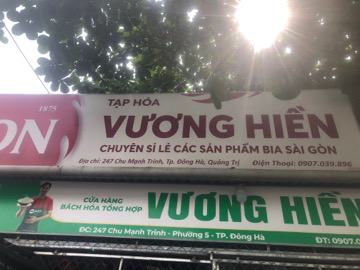 1875
ON
TẠP HÓA
VƯƠNG HIỀN
CHUYÊN SỈ LẺ CÁC SẢN PHẨM BIA SÀI GÒN
Địa chỉ: 247 Chu Mạnh Trinh, Tp. Đông Hà, Quảng Trị Điện Thoại: 0907.039.896
CỬA HÀNG
BÁCH HÓA TỔNG HỢP
VƯƠNG HIỀN
ĐC: 247 Chu Mạnh Trinh - Phường 5 - TP. Đông Hà
ĐT: 0907.0